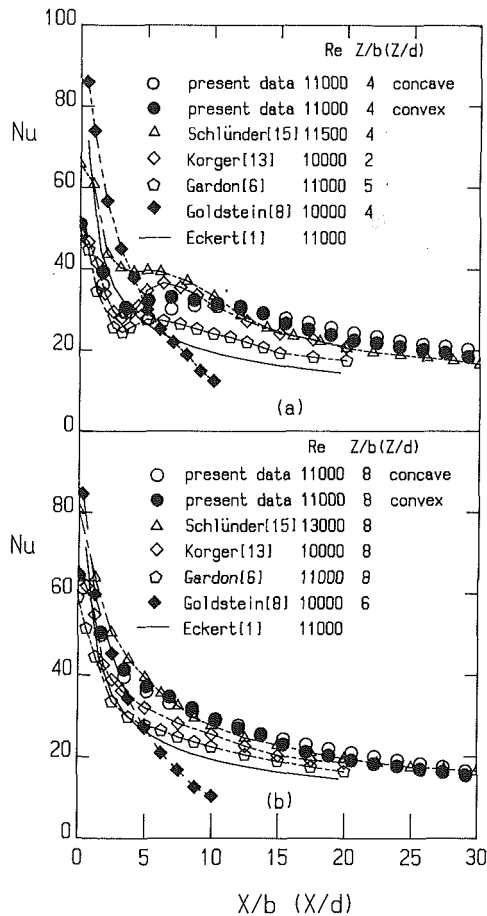 100
80
60
40
20
0
Nu
Re Z/b (Z/d)
present data 11000 4 concave
present data 11000 4 convex
Schlünder[15] 11500 4
Korger[13] 10000 2
Gardon[6] 11000 5
Goldstein[8] 10000 4
Eckert[1] 11000
(a)
80
60
40
20
0
Nu
Re Z/b (Z/d)
present data 11000 8 concave
present data 11000 8 convex
Schlünder[15] 13000 8
Korger[13] 10000 8
Gardon[6] 11000 8
Goldstein[8] 10000 6
Eckert[1] 11000
(b)
0 5 10 15 20 25 30
X/b (X/d)